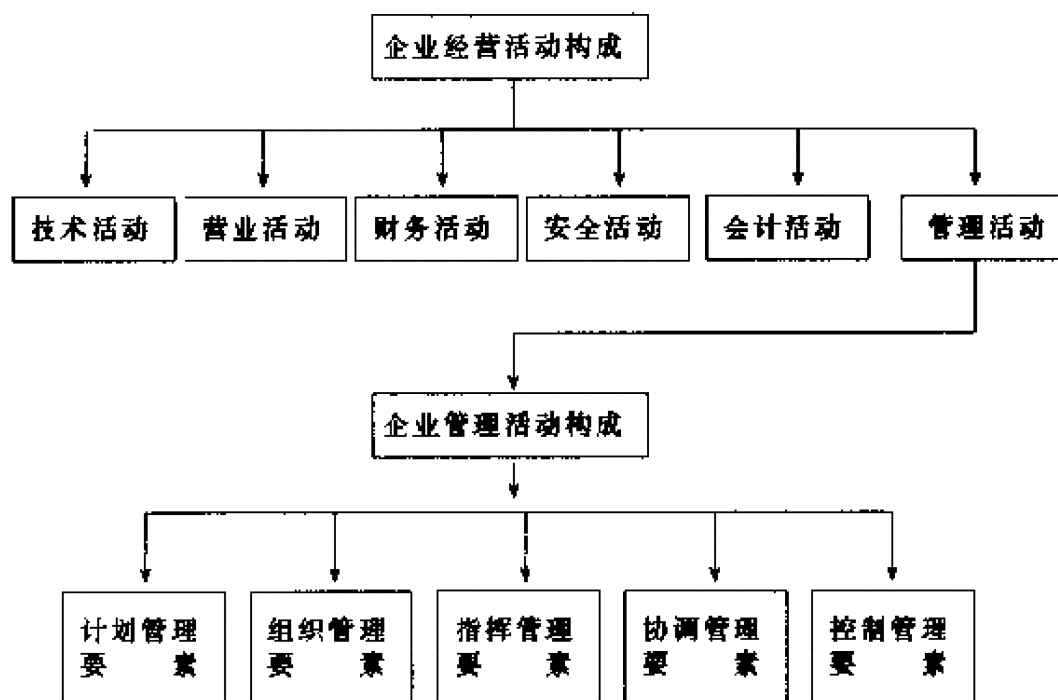 企业经营活动构成
技术活动 营业活动 财务活动 安全活动 会计活动 管理活动
企业管理活动构成
计划管理 组织管理 指挥管理 协调管理 控制管理
要素 要素 要素 要素 要素